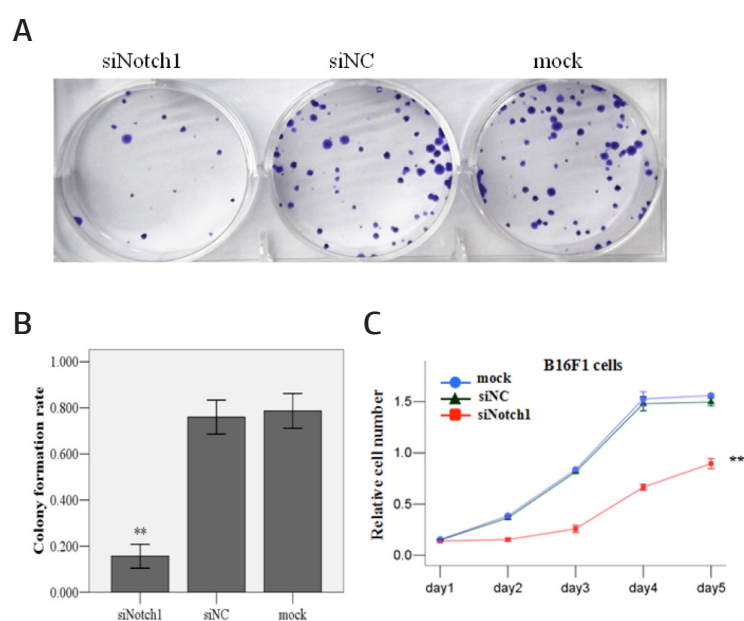 A
siNotch1 siNC mock
B
Colony formation rate
1.000
0.800
0.600
0.400
0.200
0.000
**
siNotch1 siNC mock
C
B16F1 cells
mock
siNC
siNotch1
Relative cell number
1.5
1.0
0.5
0.0
**
day1 day2 day3 day4 day5